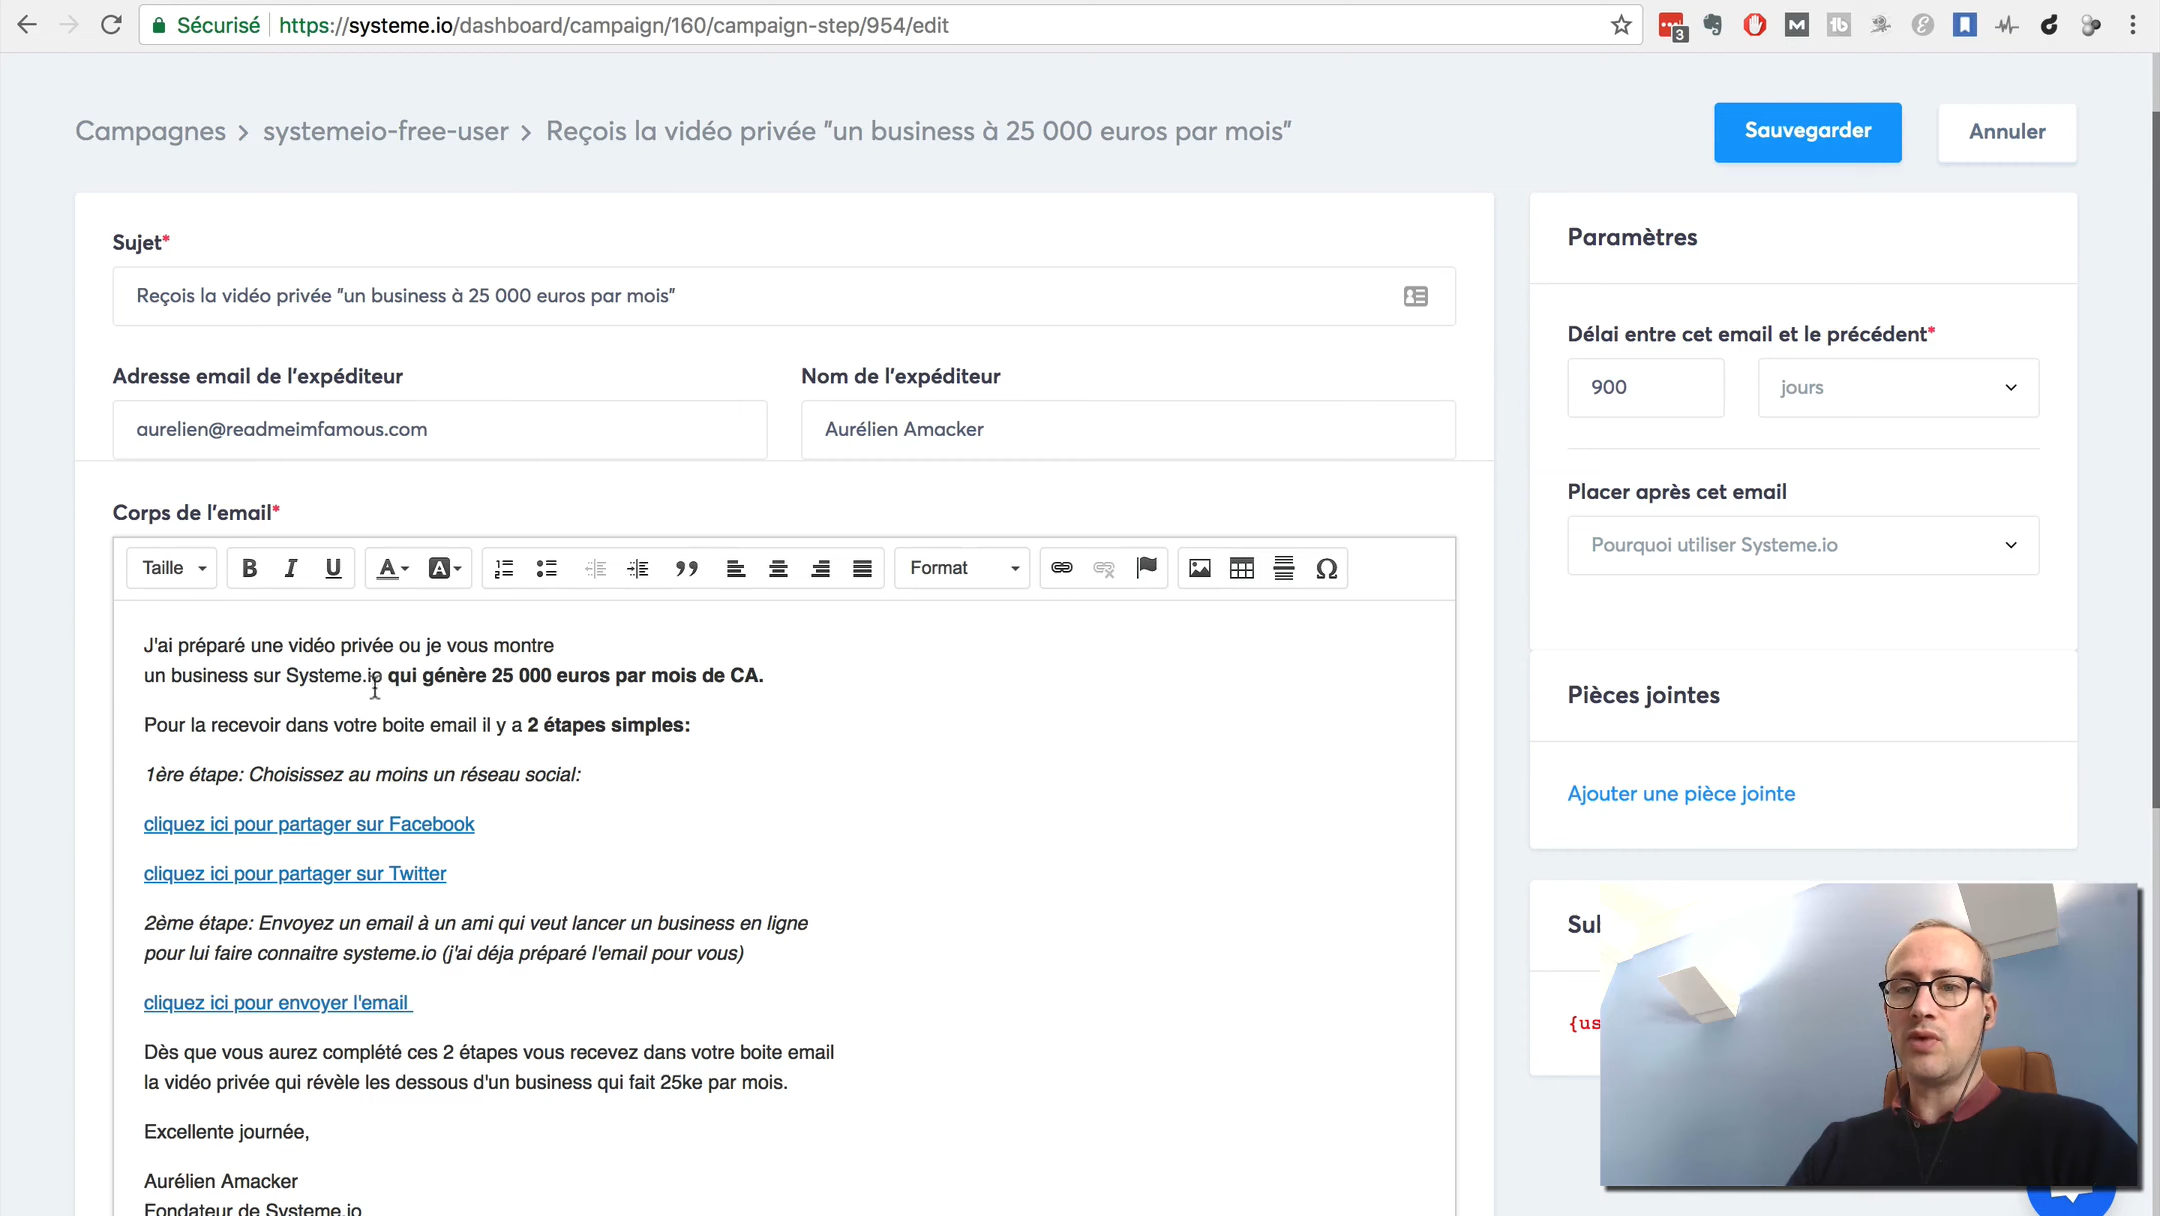 Sécurisé https://systeme.io/dashboard/campaign/160/campaign-step/954/edit
3
Campagnes > systemeio-free-user > Reçois la vidéo privée "un business à 25 000 euros par mois"
Sauvegarder
Annuler
Sujet*
Reçois la vidéo privée "un business à 25 000 euros par mois"
Adresse email de l'expéditeur
Nom de l'expéditeur
aurelien@readmeimfamous.com
Aurélien Amacker
Corps de l'email*
Taille
Format
J'ai préparé une vidéo privée ou je vous montre
un business sur Systeme.io qui génère 25 000 euros par mois de CA.
Pour la recevoir dans votre boite email il y a 2 étapes simples:
1ère étape: Choisissez au moins un réseau social:
cliquez ici pour partager sur Facebook
cliquez ici pour partager sur Twitter
2ème étape: Envoyez un email à un ami qui veut lancer un business en ligne
pour lui faire connaitre systeme.io (j'ai déja préparé l'email pour vous)
cliquez ici pour envoyer l'email
Dès que vous aurez complété ces 2 étapes vous recevez dans votre boite email
la vidéo privée qui révèle les dessous d'un business qui fait 25ke par mois.
Excellente journée,
Aurélien Amacker
Fondateur de Systeme.io
Paramètres
Délai entre cet email et le précédent*
900
jours
Placer après cet email
Pourquoi utiliser Systeme.io
Pièces jointes
Ajouter une pièce jointe
{us